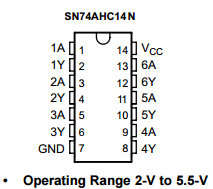 SN74AHC14N
1A 1 14 VCC
1Y 2 13 6A
2A 3 12 6Y
2Y 4 11 5A
3A 5 10 5Y
3Y 6 9 4A
GND 7 8 4Y
• Operating Range 2-V to 5.5-V